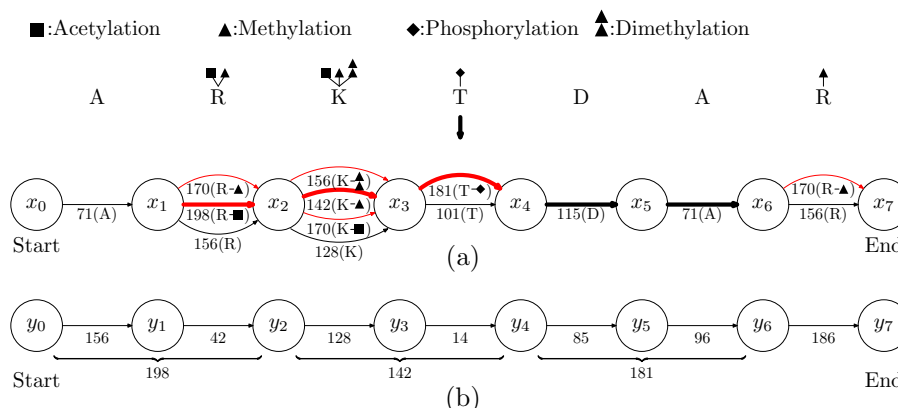 ■:Acetylation ▲:Methylation ◆:Phosphorylation ▲▲:Dimethylation
A R K T D A R
170(R-▲) 156(K-▲▲) 181(T-◆) 170(R-▲)
x0 x1 x2 x3 x4 x5 x6 x7
71(A) 198(R-■) 142(K-▲) 101(T) 115(D) 71(A) 156(R)
156(R) 170(K-■)
128(K)
Start (a) End
y0 y1 y2 y3 y4 y5 y6 y7
156 42 128 14 85 96 186
198 142 181
Start (b) End